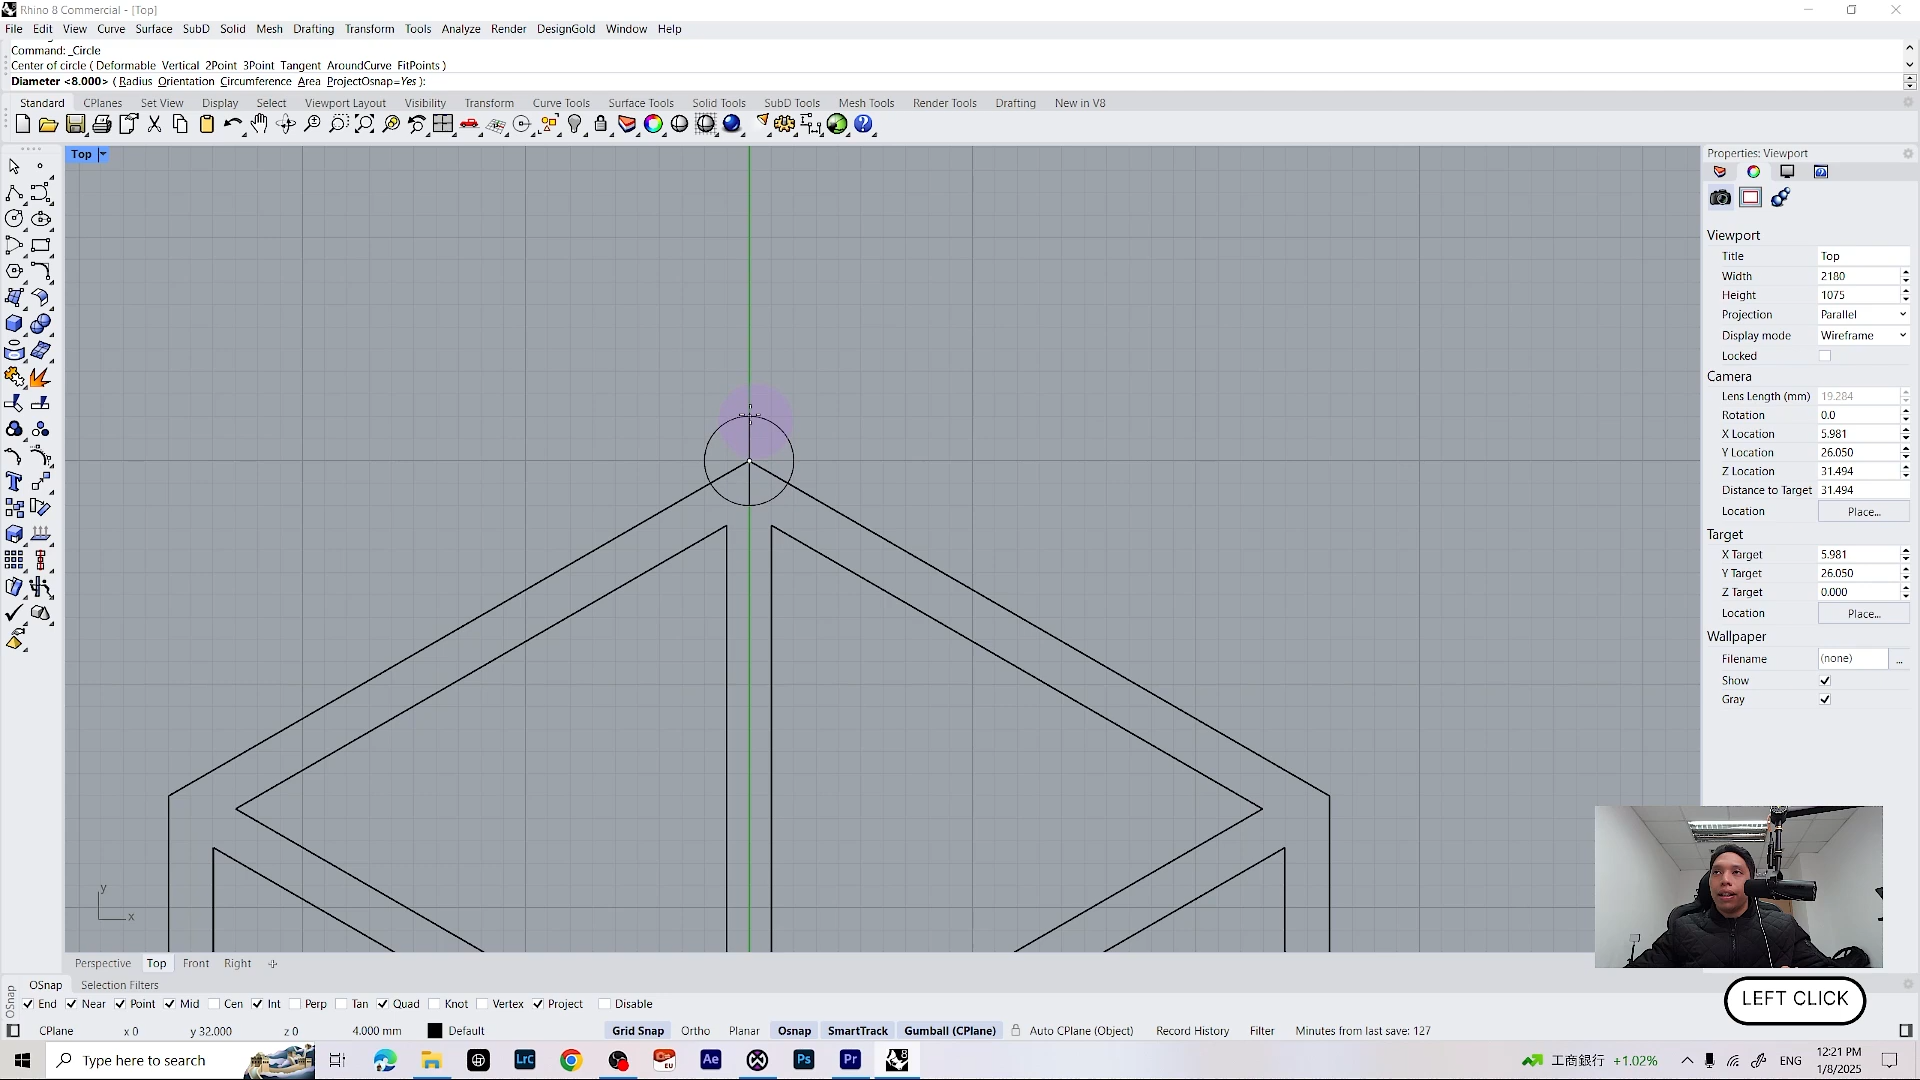 Rhino 8 Commercial - [Top]
File Edit View Curve Surface SubD Solid Mesh Drafting Transform Tools Analyze Render DesignGold Window Help
Command: _Circle
Center of circle ( Deformable Vertical 2Point 3Point Tangent AroundCurve FitPoints )
Diameter <8.000> ( Radius Orientation Circumference Area ProjectOsnap=Yes ):
Standard CPlanes Set View Display Select Viewport Layout Visibility Transform Curve Tools Surface Tools Solid Tools SubD Tools Mesh Tools Render Tools Drafting New in V8
Top
Properties: Viewport
Viewport
Title Top
Width 2180
Height 1075
Projection Parallel
Display mode Wireframe
Locked
Camera
Lens Length (mm) 19.284
Rotation 0.0
X Location 5.981
Y Location 26.050
Z Location 31.494
Distance to Target 31.494
Location Place...
Target
X Target 5.981
Y Target 26.050
Z Target 0.000
Location Place...
Wallpaper
Filename (none) ...
Show
Gray
y
x
Perspective Top Front Right
OSnap Selection Filters
OSnap
End Near Point Mid Cen Int Perp Tan Quad Knot Vertex Project Disable
LEFT CLICK
CPlane x 0 y 32.000 z 0 4.000 mm Default Grid Snap Ortho Planar Osnap SmartTrack Gumball (CPlane) Auto CPlane (Object) Record History Filter Minutes from last save: 127
Type here to search
LrC
EU
Ae
Ps
Pr
8
工商銀行 +1.02%
ENG
12:21 PM
1/8/2025